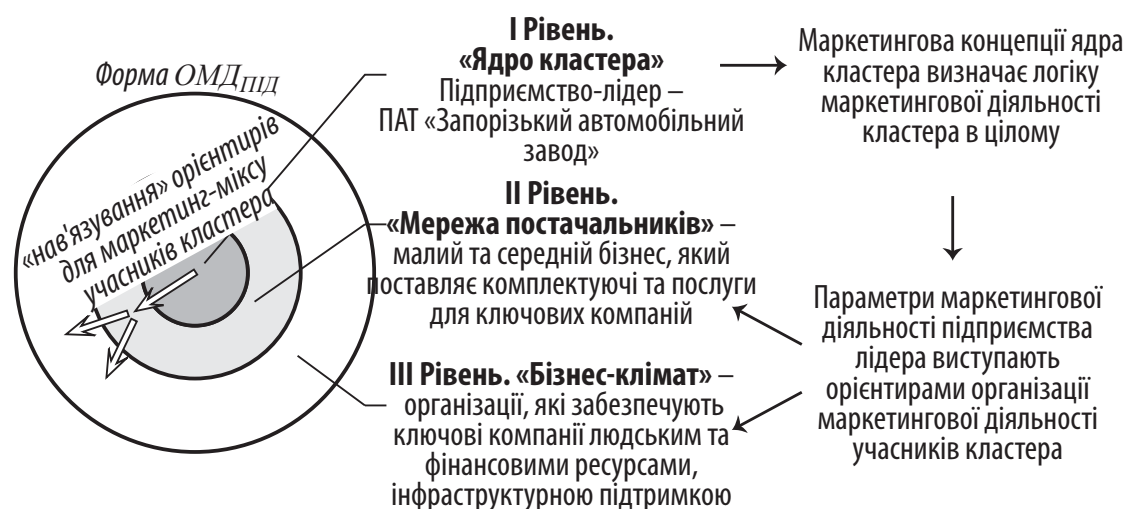 Форма ОМД_ПІД
«нав'язування» орієнтирів
для маркетинг-міксу
учасників кластера
І Рівень.
«Ядро кластера»
Підприємство-лідер –
ПАТ «Запорізький автомобільний
завод»
ІІ Рівень.
«Мережа постачальників» –
малий та середній бізнес, який
поставляє комплектуючі та послуги
для ключових компаній
ІІІ Рівень. «Бізнес-клімат» –
організації, які забезпечують
ключові компанії людським та
фінансовими ресурсами,
інфраструктурною підтримкою
Маркетингова концепції ядра
кластера визначає логіку
маркетингової діяльності
кластера в цілому
Параметри маркетингової
діяльності підприємства
лідера виступають
орієнтирами організації
маркетингової діяльності
учасників кластера